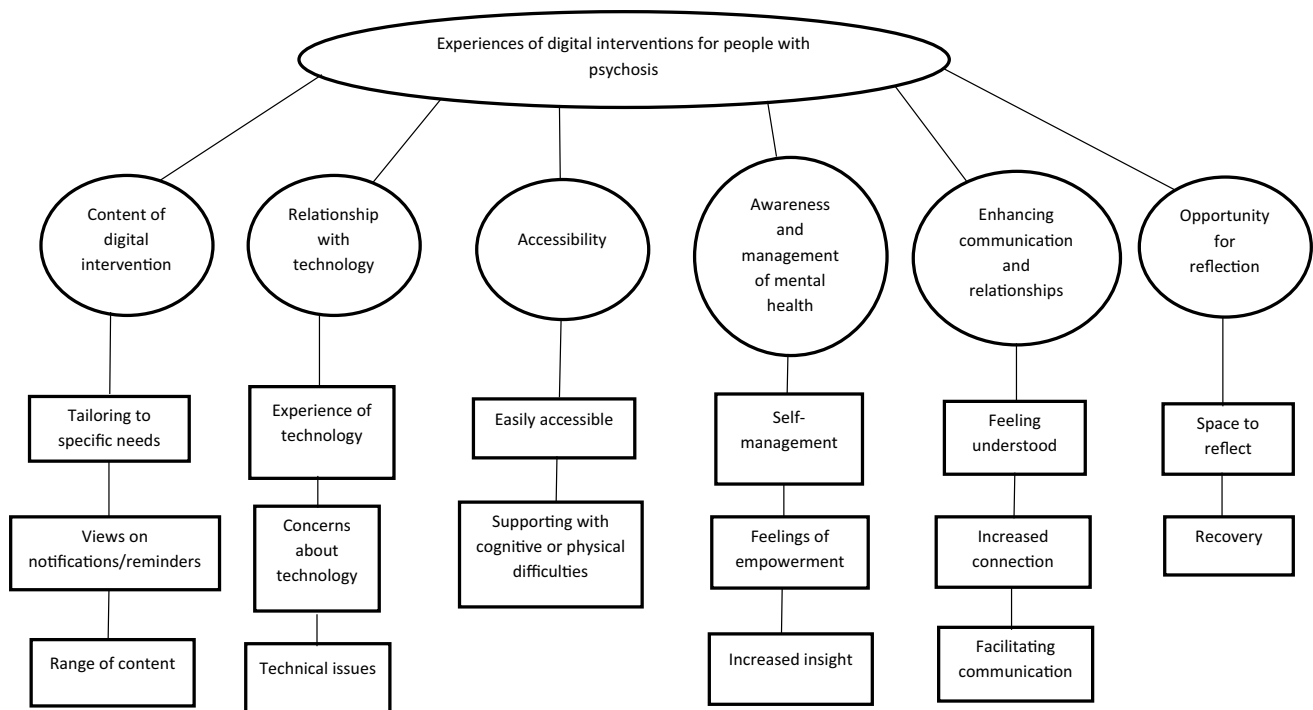 Experiences of digital interventions for people with
psychosis
Content of
digital
intervention
Relationship
with
technology
Accessibility
Awareness
and
management
of mental
health
Enhancing
communication
and
relationships
Opportunity
for
reflection
Tailoring to
specific needs
Experience of
technology
Easily accessible
Self-
management
Feeling
understood
Space to
reflect
Views on
notifications/reminders
Concerns
about
technology
Supporting with
cognitive or physical
difficulties
Feelings of
empowerment
Increased
connection
Recovery
Range of content
Technical issues
Increased insight
Facilitating
communication